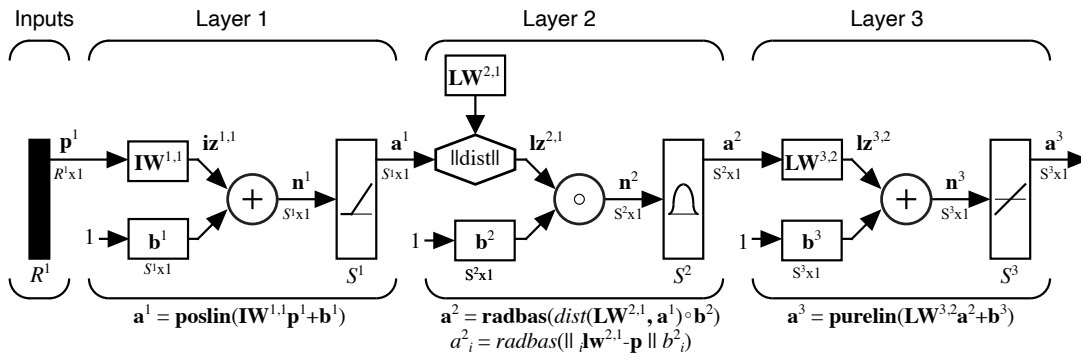 Inputs
Layer 1
Layer 2
Layer 3
p¹
R¹x1
R¹
IW¹,¹
iz¹,¹
1
b¹
S¹x1
+
n¹
S¹x1
S¹
a¹
S¹x1
LW²,¹
||dist||
lz²,¹
1
b²
S²x1
∘
n²
S²x1
S²
a²
S²x1
LW³,²
lz³,²
1
b³
S³x1
+
n³
S³x1
S³
a³
S³x1
a¹ = poslin(IW¹,¹p¹+b¹)
a² = radbas(dist(LW²,¹, a¹)∘b²)
a²ᵢ = radbas(|| ᵢlw²,¹-p || b²ᵢ)
a³ = purelin(LW³,²a²+b³)